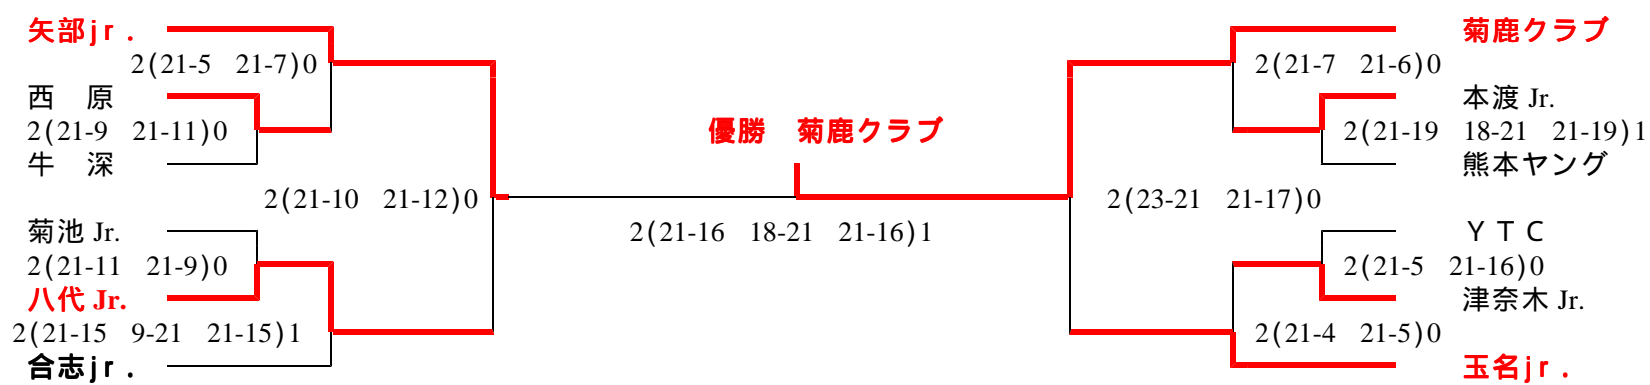 矢部jr.
2(21-5 21-7)0
西　原
2(21-9 21-11)0
牛　深
2(21-10 21-12)0
菊池 Jr.
2(21-11 21-9)0
八代 Jr.
2(21-15 9-21 21-15)1
合志jr.
優勝　菊鹿クラブ
2(21-16 18-21 21-16)1
菊鹿クラブ
2(21-7 21-6)0
本渡 Jr.
2(21-19 18-21 21-19)1
熊本ヤング
2(23-21 21-17)0
ＹＴＣ
2(21-5 21-16)0
津奈木 Jr.
2(21-4 21-5)0
玉名jr.